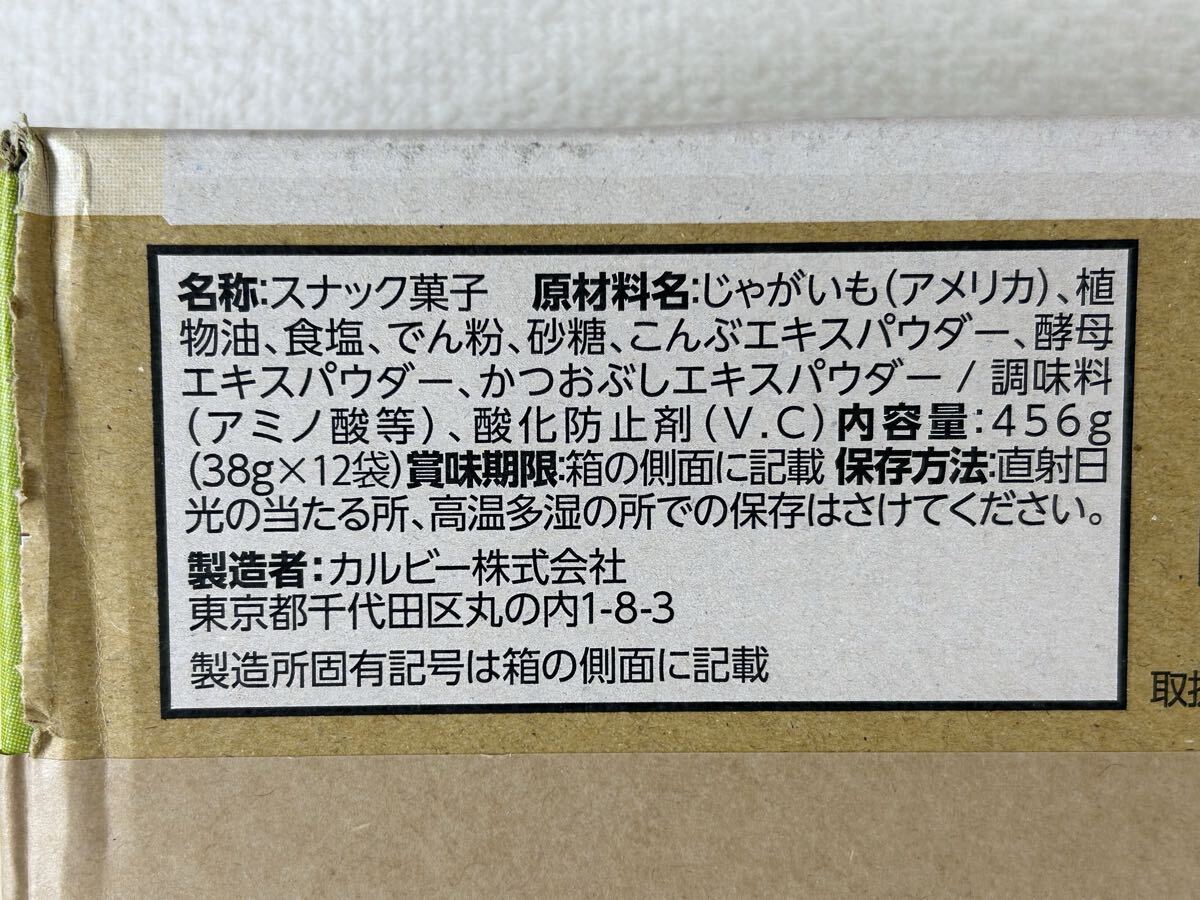 名称:スナック菓子 原材料名:じゃがいも(アメリカ)、植
物油、食塩、でん粉、砂糖、こんぶエキスパウダー、酵母
エキスパウダー、かつおぶしエキスパウダー / 調味料
(アミノ酸等)、酸化防止剤(V.C) 内容量:456g
(38g×12袋) 賞味期限:箱の側面に記載 保存方法:直射日
光の当たる所、高温多湿の所での保存はさけてください。
製造者:カルビー株式会社
東京都千代田区丸の内1-8-3
製造所固有記号は箱の側面に記載
取扱